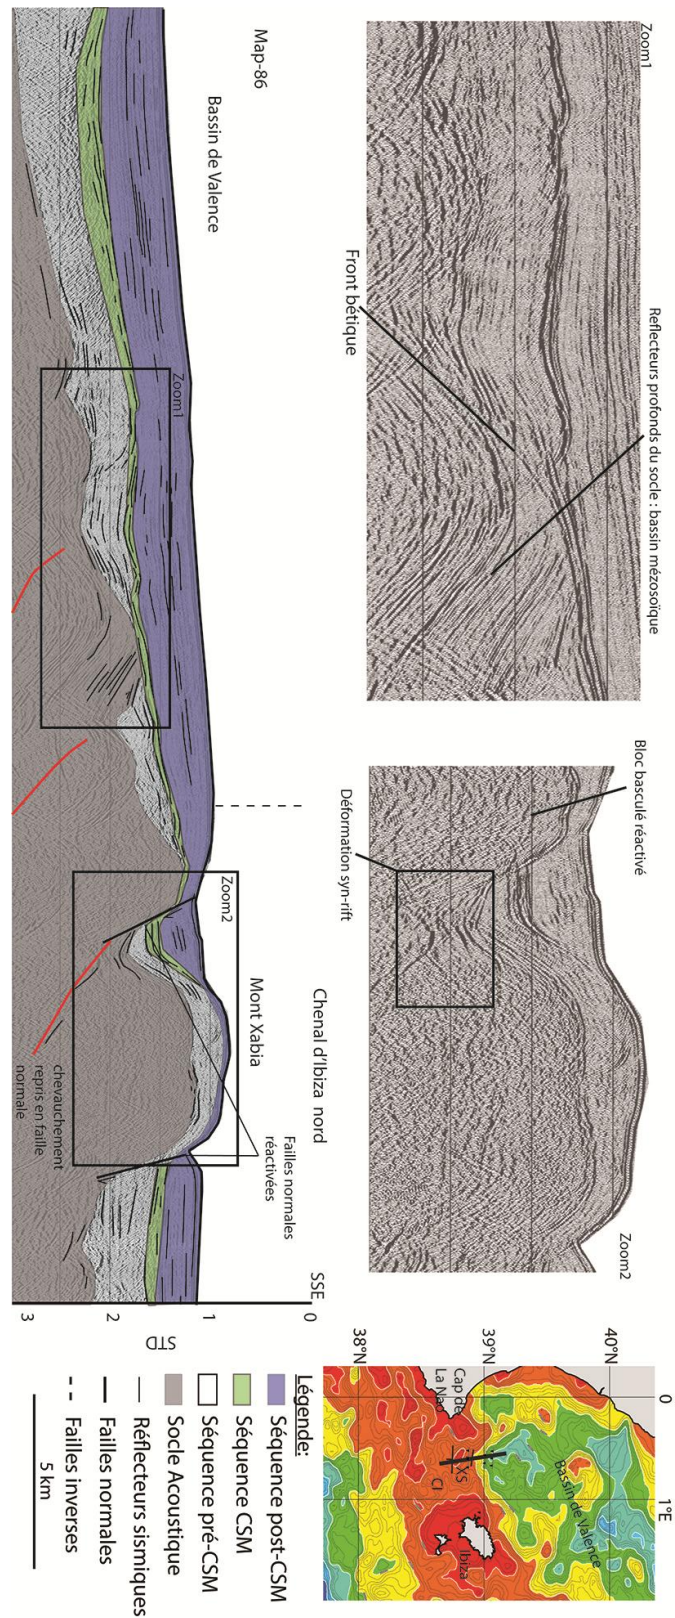 Zoom1
Front bétique
Reflecteurs profonds du socle : bassin mézosoïque
Bloc basculé réactivé
Déformation syn-rift
Zoom2
Map-86
Bassin de Valence
Zoom1
Zoom2
Mont Xabia
Chenal d'Ibiza nord
chevauchement
repris en faille
normale
Failles normales
réactivées
SSE
0
1
2
3
STD
0
1°E
40°N
39°N
38°N
Cap de
La Nao
Bassin de Valence
XS
CI
Ibiza
Légende:
Séquence post-CSM
Séquence CSM
Séquence pré-CSM
Socle Acoustique
Réflecteurs sismiques
Failles normales
Failles inverses
5 km